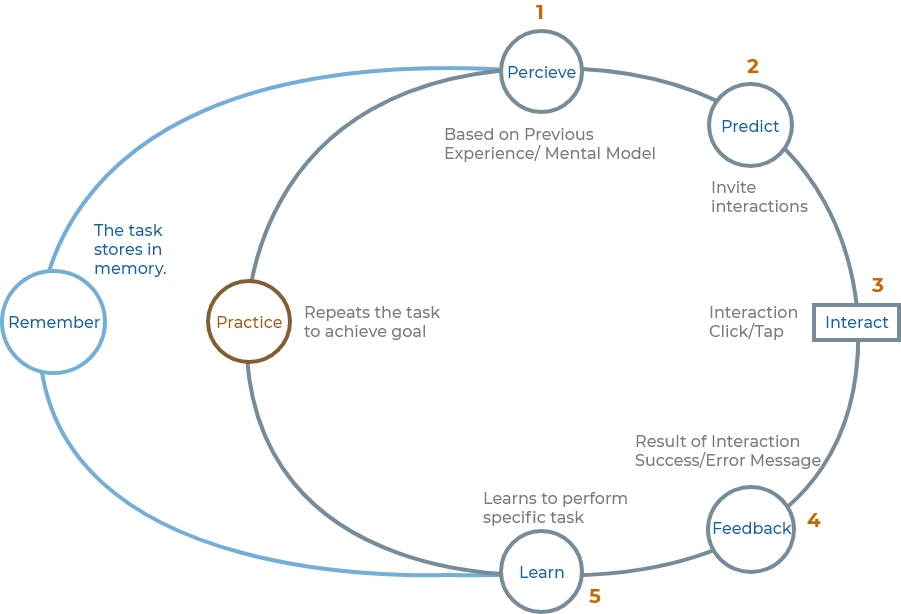 1
Percieve
Based on Previous
Experience/ Mental Model
2
Predict
Invite
interactions
3
Interact
Interaction
Click/Tap
Result of Interaction
Success/Error Message
Feedback
4
Learns to perform
specific task
Learn
5
Practice
Repeats the task
to achieve goal
The task
stores in
memory.
Remember